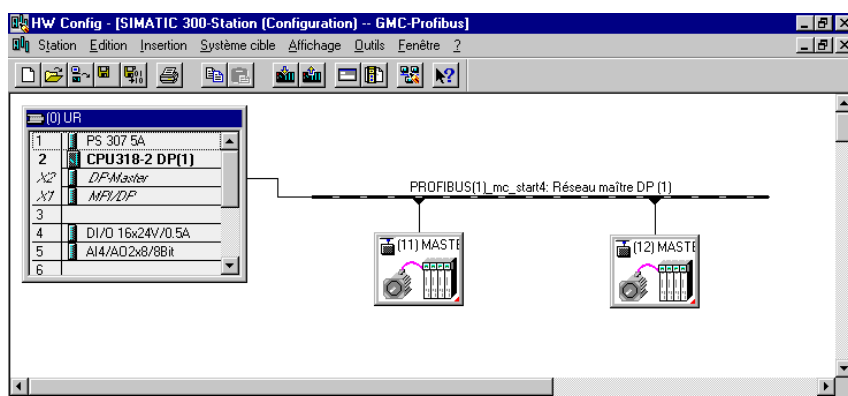 HW Config - [SIMATIC 300-Station (Configuration) -- GMC-Profibus]
Station Edition Insertion Système cible Affichage Outils Fenêtre ?
(0) UR
1 PS 307 5A
2 CPU318-2 DP(1)
X2 DP-Master
X1 MPI/DP
3
4 DI/O 16x24V/0.5A
5 AI4/AO2x8/8Bit
6
PROFIBUS(1)_mc_start4: Réseau maître DP (1)
(11) MASTE
(12) MASTE